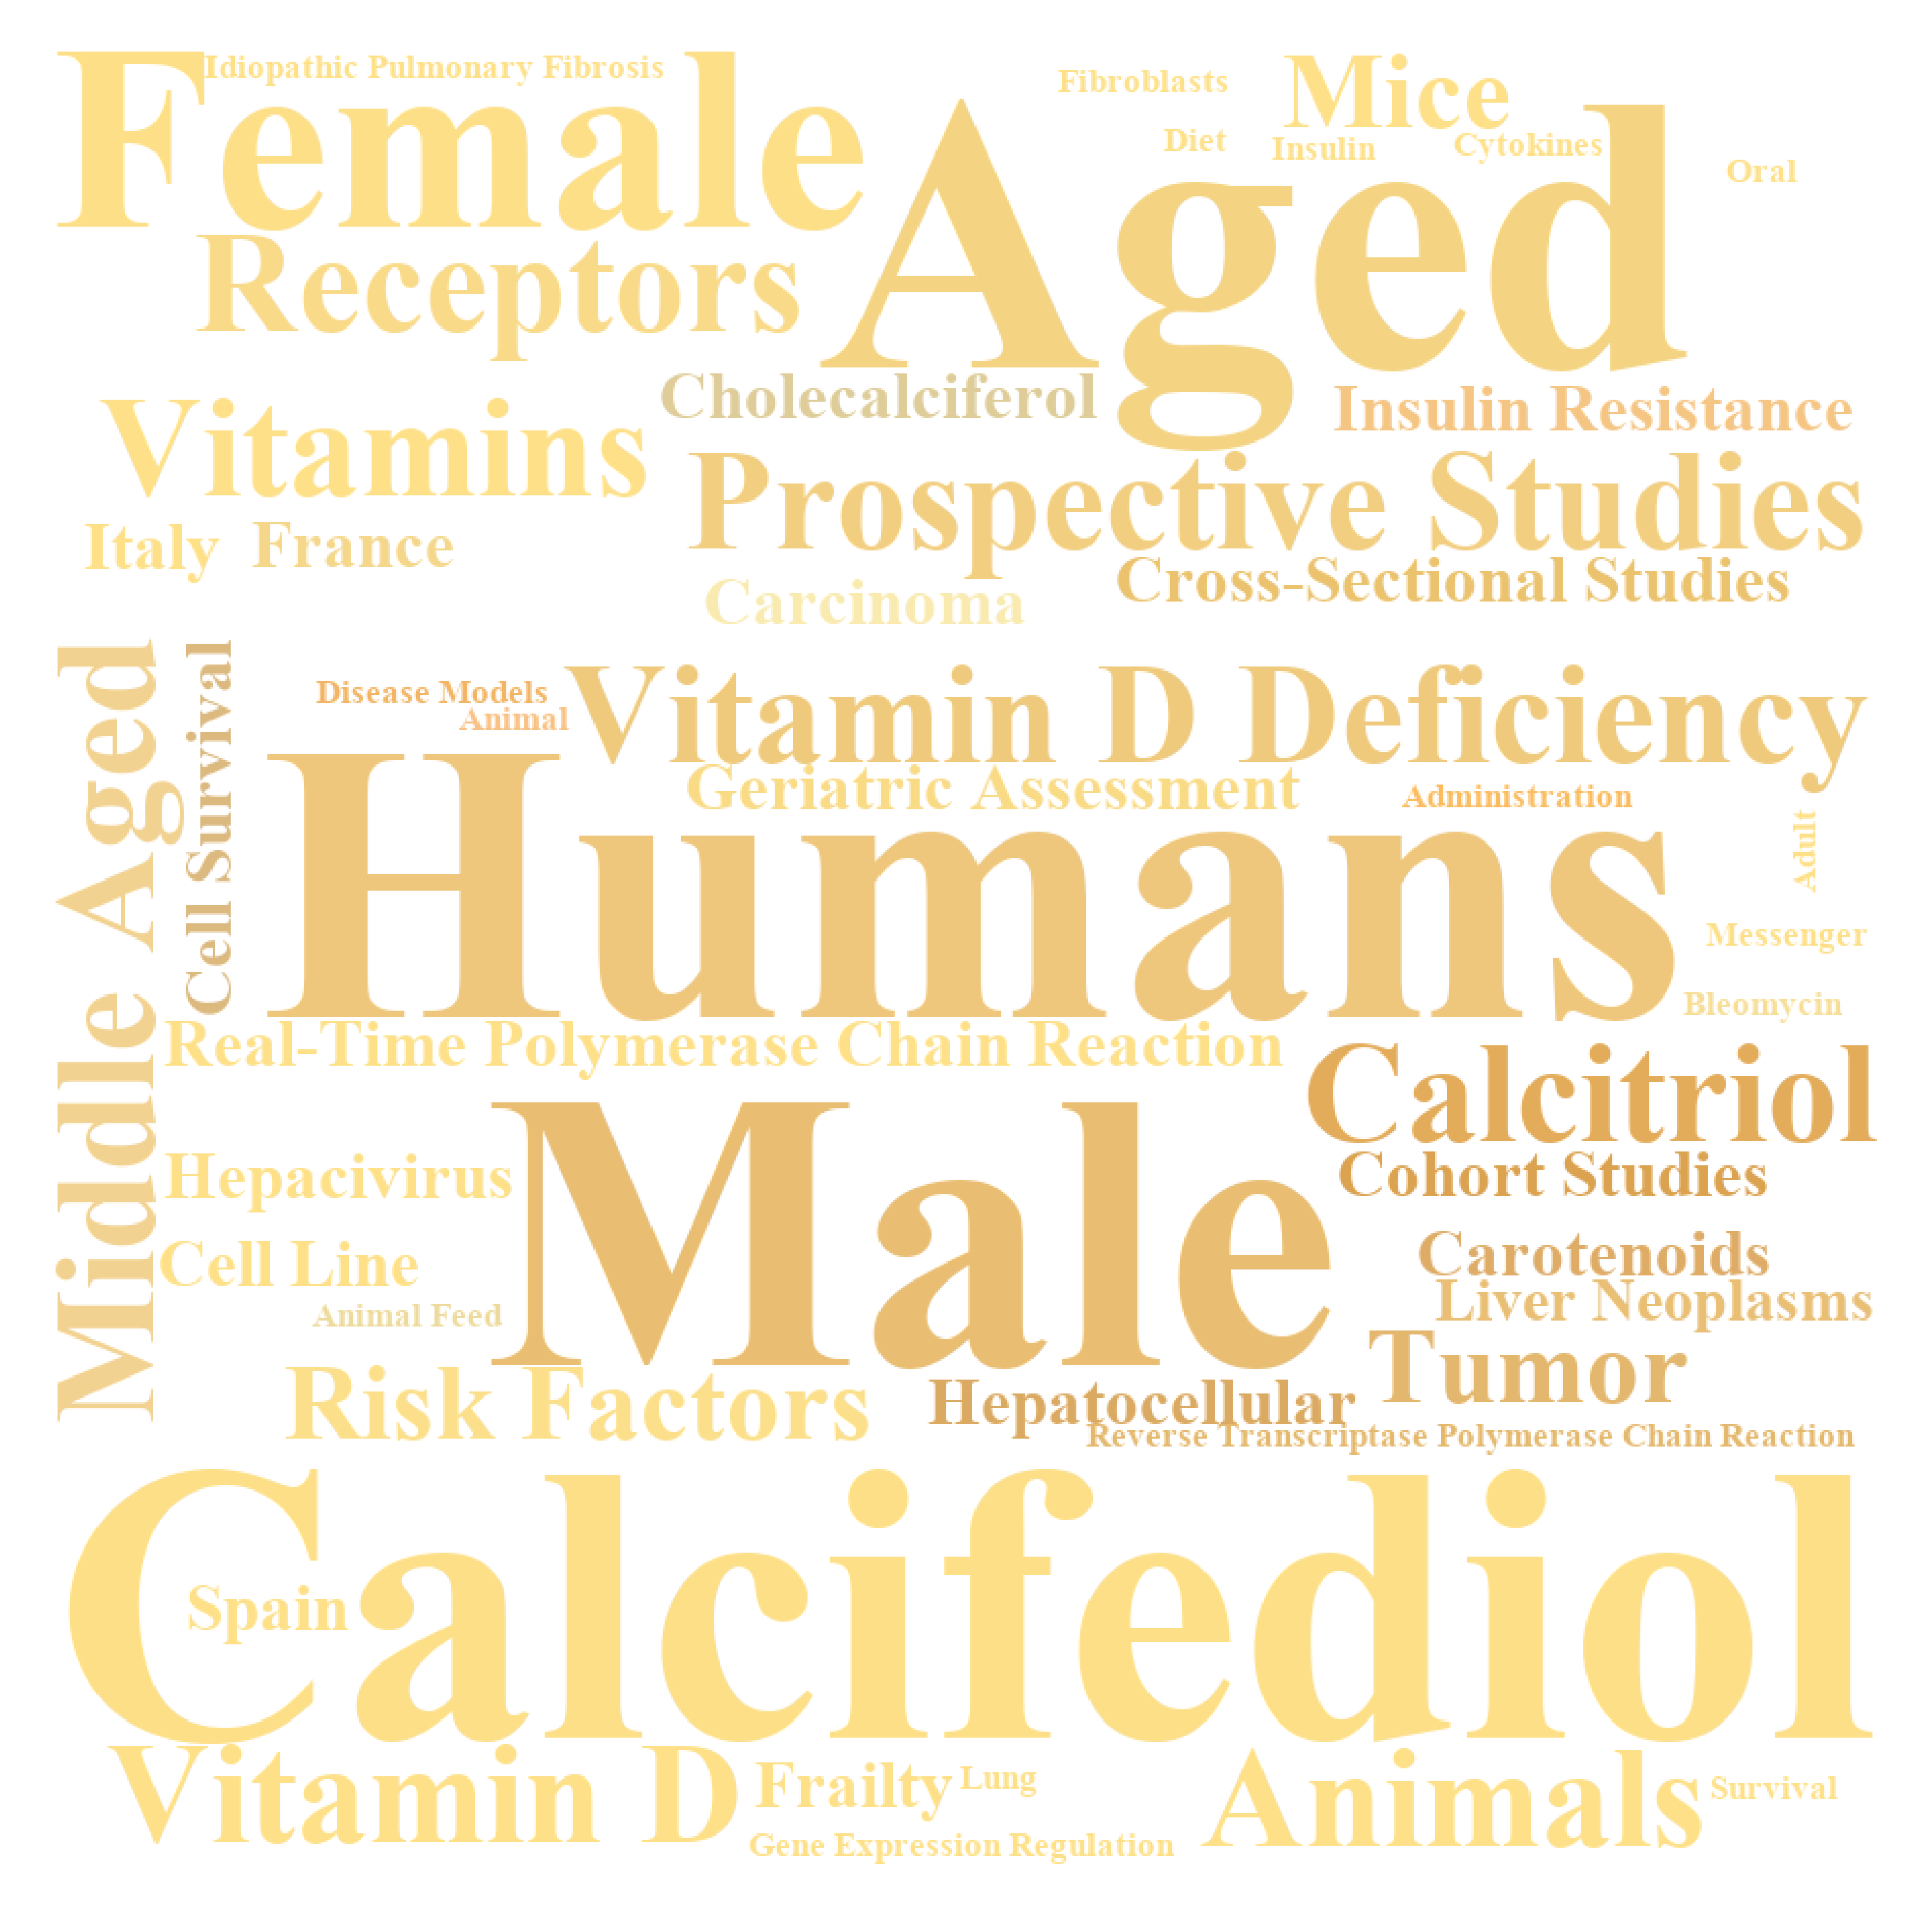 Idiopathic Pulmonary Fibrosis
Female
Fibroblasts
Mice
Diet
Insulin
Cytokines
Oral
Aged
Receptors
Cholecalciferol
Insulin Resistance
Vitamins
Prospective Studies
Italy
France
Cross-Sectional Studies
Carcinoma
Middle Aged
Cell Survival
Disease Models
Animal
Vitamin D Deficiency
Geriatric Assessment
Administration
Adult
Humans
Messenger
Bleomycin
Real-Time Polymerase Chain Reaction
Calcitriol
Hepacivirus
Male
Cohort Studies
Cell Line
Carotenoids
Animal Feed
Liver Neoplasms
Tumor
Risk Factors
Hepatocellular
Reverse Transcriptase Polymerase Chain Reaction
Calcifediol
Spain
Vitamin D
Frailty
Lung
Animals
Survival
Gene Expression Regulation